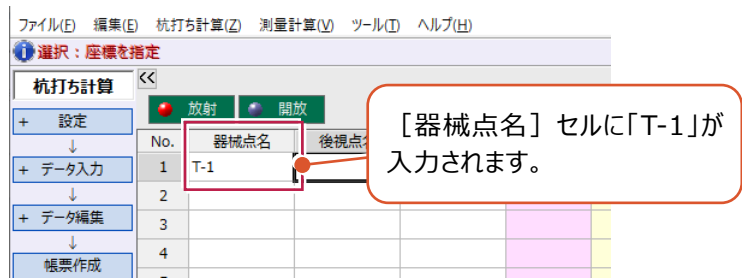 ファイル(F) 編集(E) 杭打ち計算(Z) 測量計算(V) ツール(T) ヘルプ(H)
選択：座標を指定
杭打ち計算 <<
放射 開放
+ 設定
↓
+ データ入力
↓
+ データ編集
↓
帳票作成
No. 器械点名 後視点
1 T-1
2
3
4
［器械点名］セルに「T-1」が
入力されます。